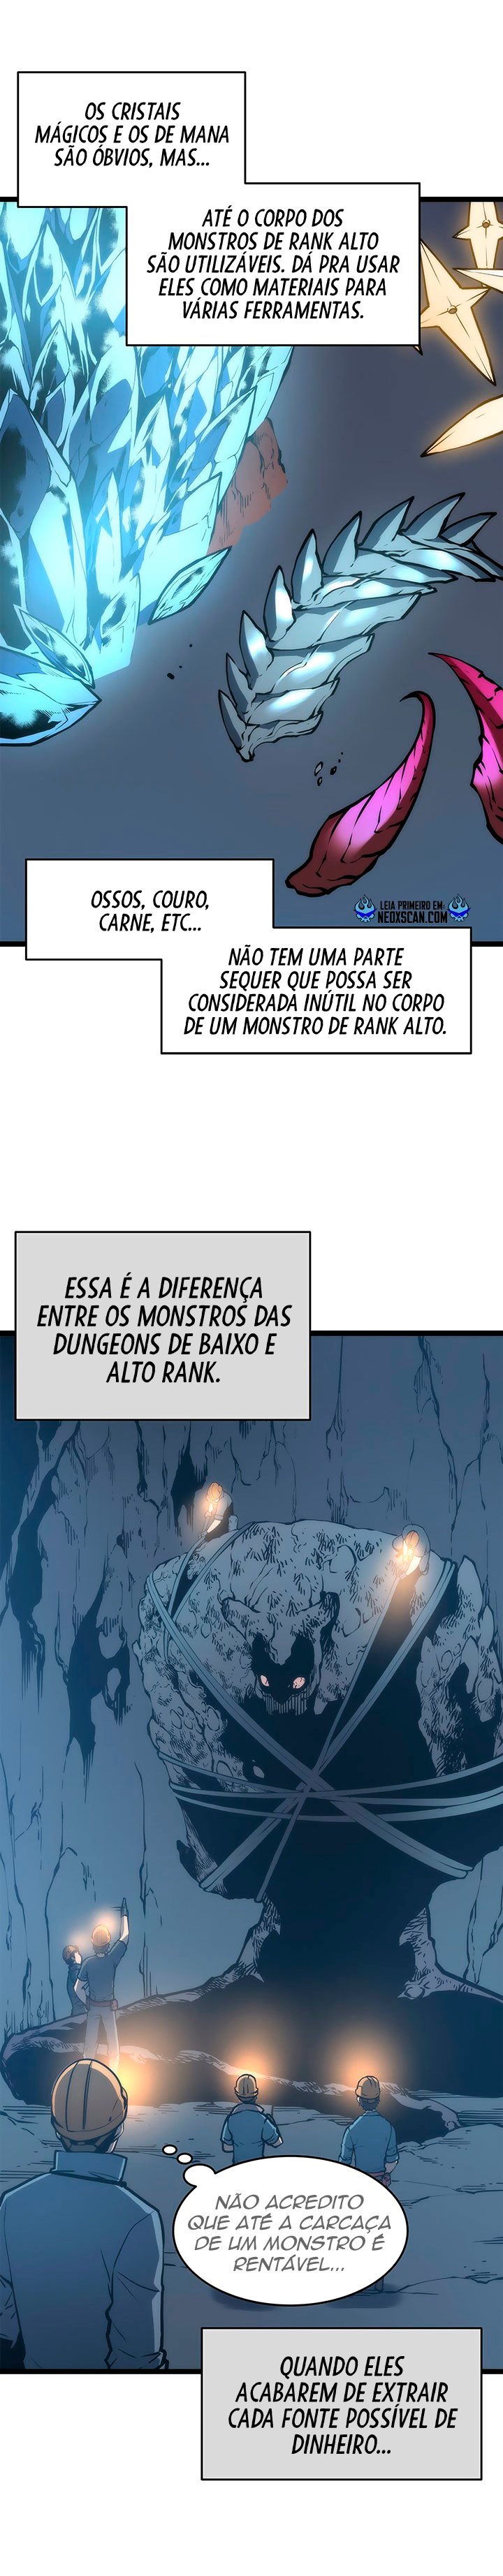 OS CRISTAIS
MÁGICOS E OS DE MANA
SÃO ÓBVIOS, MAS...
ATÉ O CORPO DOS
MONSTROS DE RANK ALTO
SÃO UTILIZÁVEIS. DÁ PRA USAR
ELES COMO MATERIAIS PARA
VÁRIAS FERRAMENTAS.
OSSOS, COURO,
CARNE, ETC...
LEIA PRIMEIRO EM:
NEOXSCAN.COM
NÃO TEM UMA PARTE
SEQUER QUE POSSA SER
CONSIDERADA INÚTIL NO CORPO
DE UM MONSTRO DE RANK ALTO.
ESSA É A DIFERENÇA
ENTRE OS MONSTROS DAS
DUNGEONS DE BAIXO E
ALTO RANK.
NÃO ACREDITO
QUE ATÉ A CARCAÇA
DE UM MONSTRO É
RENTÁVEL...
QUANDO ELES
ACABAREM DE EXTRAIR
CADA FONTE POSSÍVEL DE
DINHEIRO...